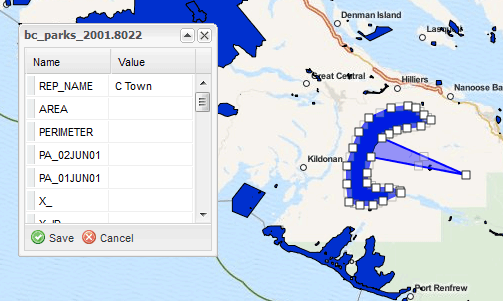 bc_parks_2001.8022
Name Value
REP_NAME C Town
AREA
PERIMETER
PA_02JUN01
PA_01JUN01
X_
Save Cancel
Denman Island
Lasqu
Great Central
Hilliers
Nanoose Ba
Kildonan
Port Renfrew